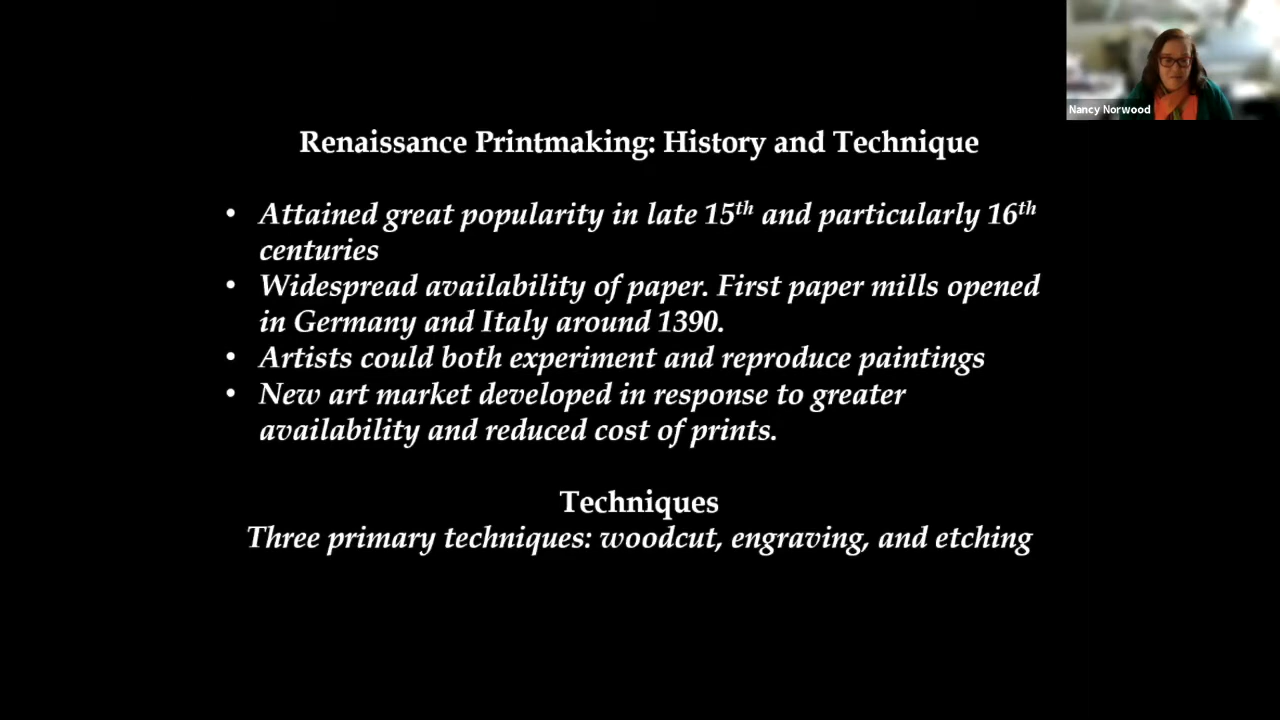 Nancy Norwood
Renaissance Printmaking: History and Technique
• Attained great popularity in late 15th and particularly 16th
centuries
• Widespread availability of paper. First paper mills opened
in Germany and Italy around 1390.
• Artists could both experiment and reproduce paintings
• New art market developed in response to greater
availability and reduced cost of prints.
Techniques
Three primary techniques: woodcut, engraving, and etching